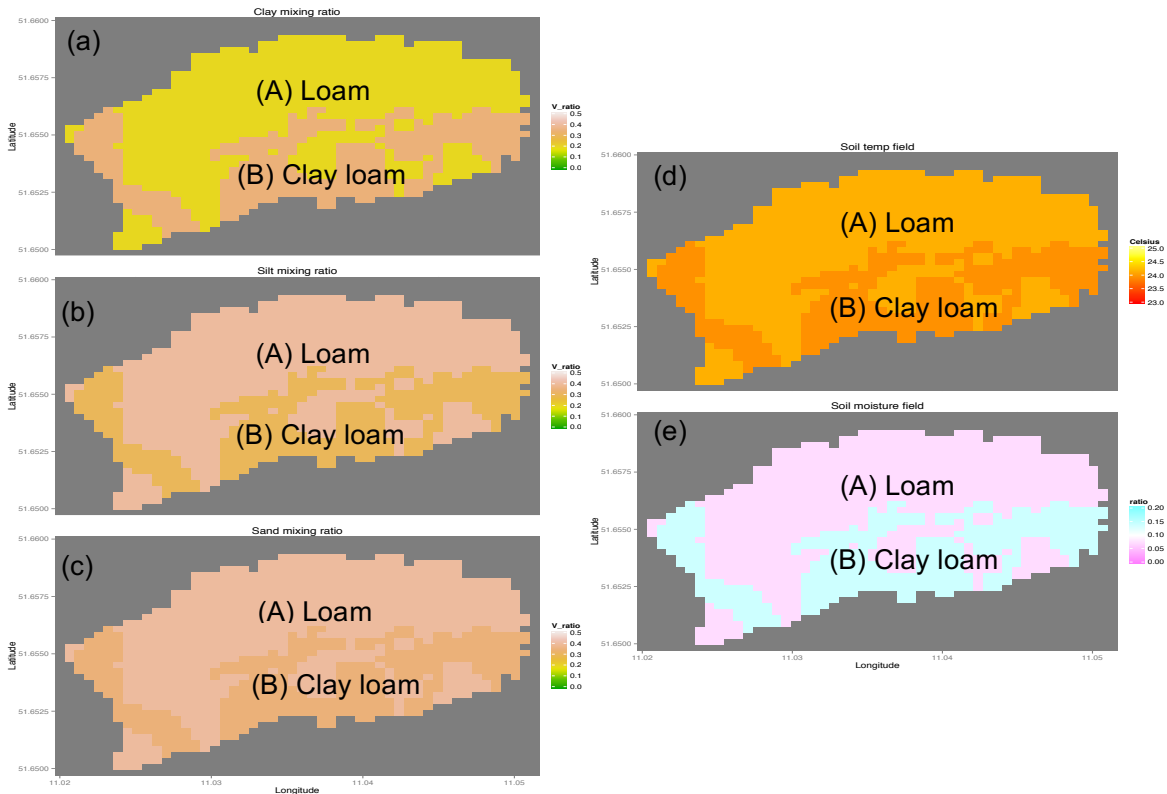 Clay mixing ratio
(a)
51.6600
51.6575
51.6550
51.6525
51.6500
Latitude
(A) Loam
(B) Clay loam
V_ratio
0.5
0.4
0.3
0.2
0.1
0.0
Silt mixing ratio
(b)
51.6600
51.6575
51.6550
51.6525
51.6500
Latitude
(A) Loam
(B) Clay loam
V_ratio
0.5
0.4
0.3
0.2
0.1
0.0
Sand mixing ratio
(c)
51.6600
51.6575
51.6550
51.6525
51.6500
Latitude
(A) Loam
(B) Clay loam
V_ratio
0.5
0.4
0.3
0.2
0.1
0.0
11.02 11.03 11.04 11.05
Longitude
Soil temp field
(d)
51.6600
51.6575
51.6550
51.6525
51.6500
Latitude
(A) Loam
(B) Clay loam
Celsius
25.0
24.5
24.0
23.5
23.0
Soil moisture field
(e)
51.6600
51.6575
51.6550
51.6525
51.6500
Latitude
(A) Loam
(B) Clay loam
ratio
0.20
0.15
0.10
0.05
0.00
11.02 11.03 11.04 11.05
Longitude